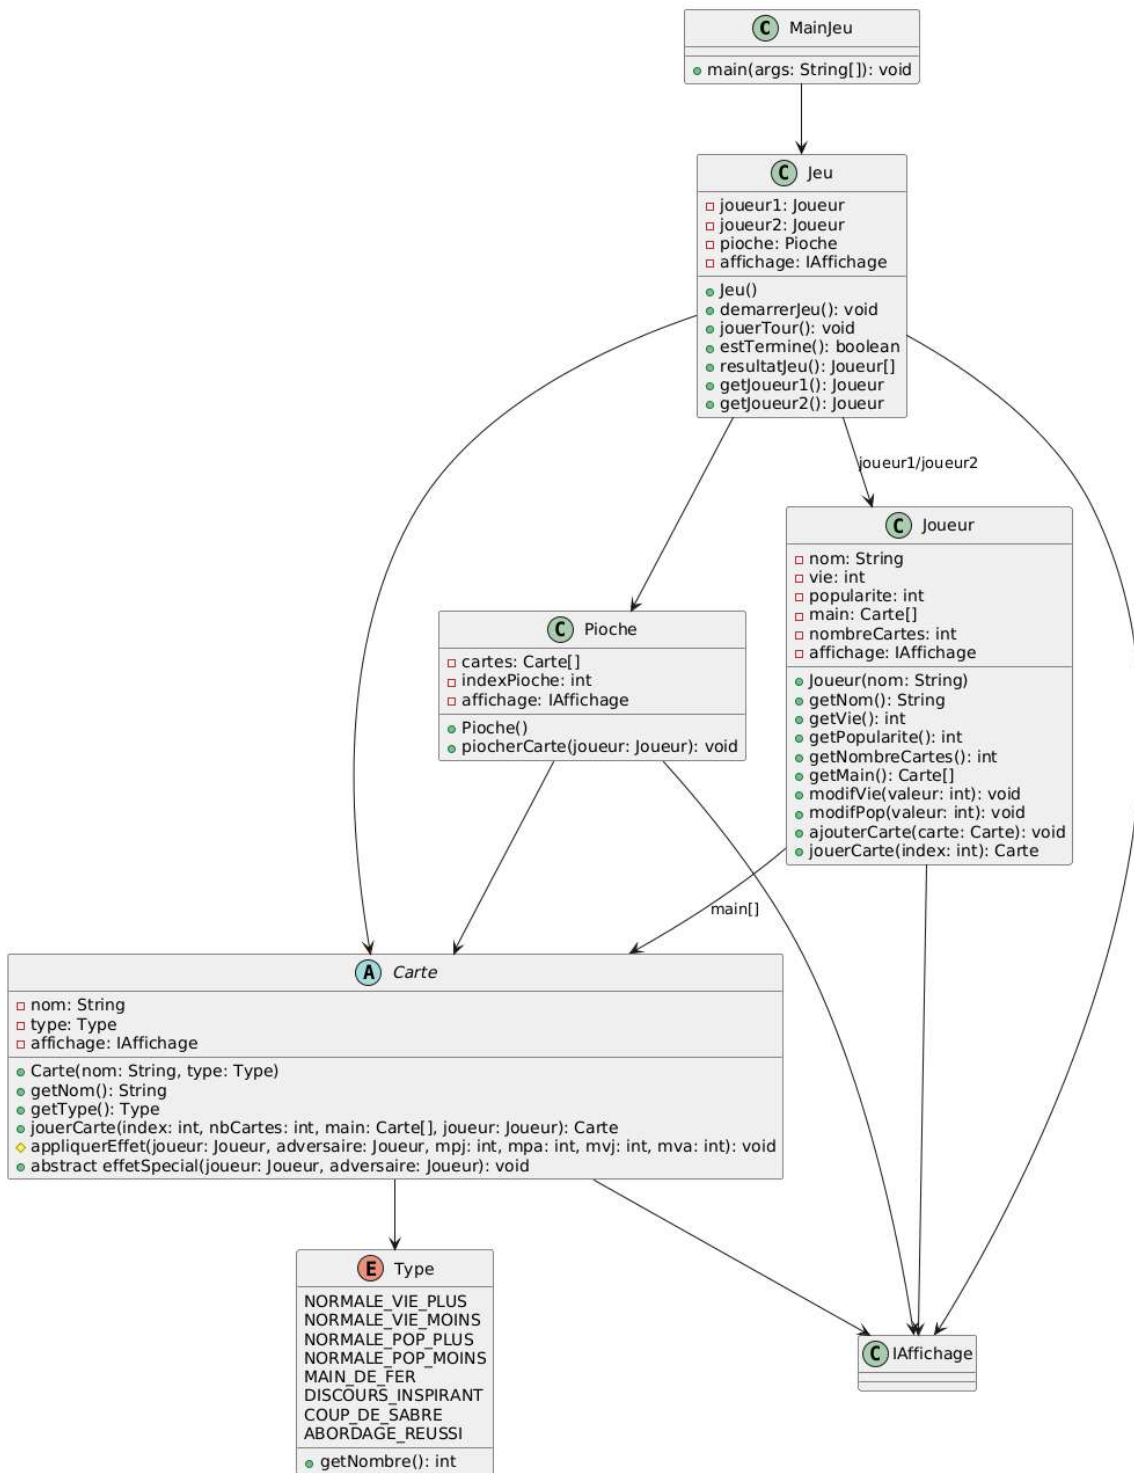 C MainJeu
main(args: String[]): void
C Jeu
joueur1: Joueur
joueur2: Joueur
pioche: Pioche
affichage: IAffichage
Jeu()
demarrerJeu(): void
jouerTour(): void
estTermine(): boolean
resultatJeu(): Joueur[]
getJoueur1(): Joueur
getJoueur2(): Joueur
joueur1/joueur2
C Joueur
nom: String
vie: int
popularite: int
main: Carte[]
nombreCartes: int
affichage: IAffichage
Joueur(nom: String)
getNom(): String
getVie(): int
getPopularite(): int
getNombreCartes(): int
getMain(): Carte[]
modifVie(valeur: int): void
modifPop(valeur: int): void
ajouterCarte(carte: Carte): void
jouerCarte(index: int): Carte
C Pioche
cartes: Carte[]
indexPioche: int
affichage: IAffichage
Pioche()
piocherCarte(joueur: Joueur): void
main[]
A Carte
nom: String
type: Type
affichage: IAffichage
Carte(nom: String, type: Type)
getNom(): String
getType(): Type
jouerCarte(index: int, nbCartes: int, main: Carte[], joueur: Joueur): Carte
appliquerEffet(joueur: Joueur, adversaire: Joueur, mpj: int, mpa: int, mvj: int, mva: int): void
abstract effetSpecial(joueur: Joueur, adversaire: Joueur): void
E Type
NORMALE_VIE_PLUS
NORMALE_VIE_MOINS
NORMALE_POP_PLUS
NORMALE_POP_MOINS
MAIN_DE_FER
DISCOURS_INSPIRANT
COUP_DE_SABRE
ABORDAGE_REUSSI
getNombre(): int
C IAffichage